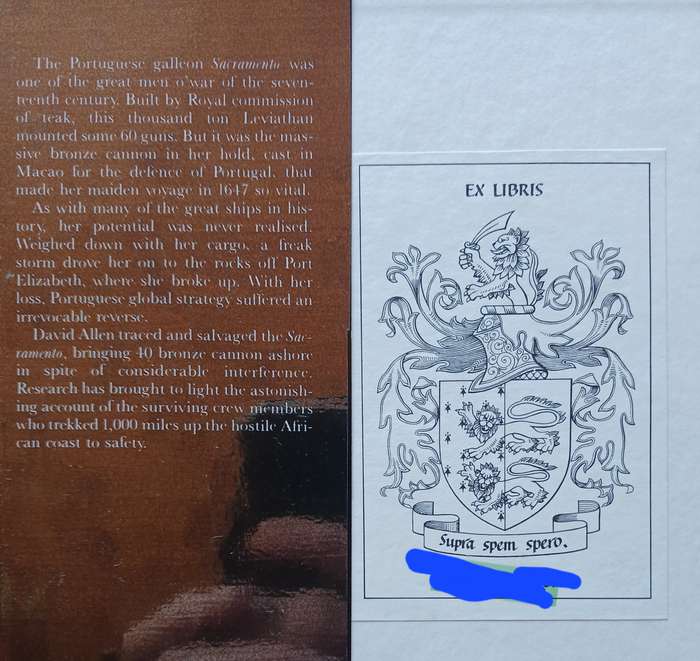 The Portuguese galleon Sacramento was
one of the great men o'war of the seven-
teenth century. Built by Royal commission
of teak, this thousand ton Leviathan
mounted some 60 guns. But it was the mas-
sive bronze cannon in her hold, cast in
Macao for the defence of Portugal, that
made her maiden voyage in 1647 so vital.
As with many of the great ships in his-
tory, her potential was never realised.
Weighed down with her cargo, a freak
storm drove her on to the rocks off Port
Elizabeth, where she broke up. With her
loss, Portuguese global strategy suffered an
irrevocable reverse.
David Allen traced and salvaged the Sac-
ramento, bringing 40 bronze cannon ashore
in spite of considerable interference.
Research has brought to light the astonish-
ing account of the surviving crew members
who trekked 1,000 miles up the hostile Afri-
can coast to safety.
EX LIBRIS
Supra spem spero.